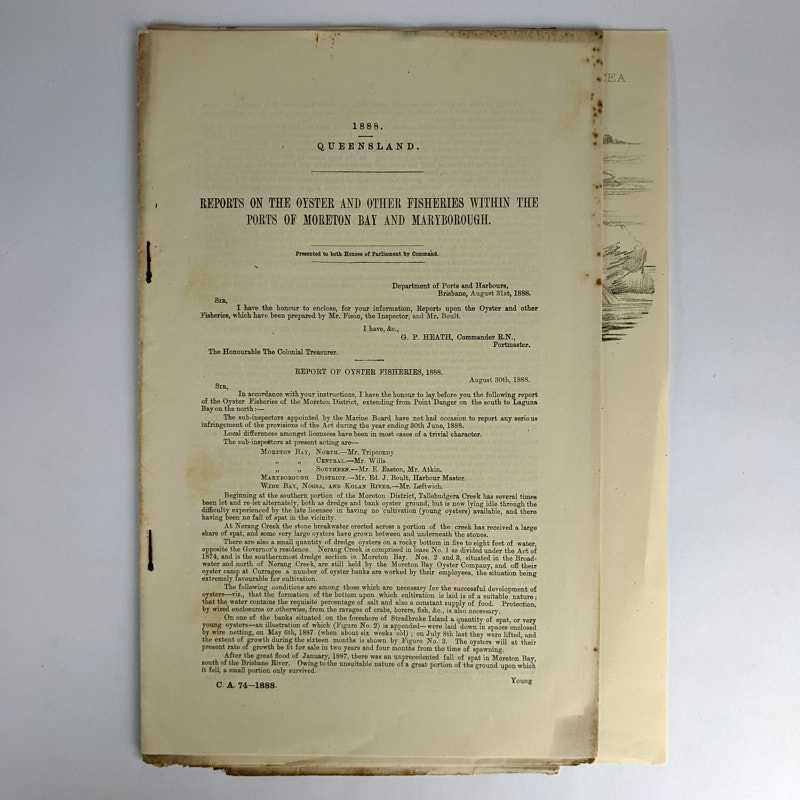 1888.
QUEENSLAND.
REPORTS ON THE OYSTER AND OTHER FISHERIES WITHIN THE
PORTS OF MORETON BAY AND MARYBOROUGH.
Presented to both Houses of Parliament by Command.
Department of Ports and Harbours,
Brisbane, August 31st, 1888.
SIR,
I have the honour to enclose, for your information, Reports upon the Oyster and other
Fisheries, which have been prepared by Mr. Fison, the Inspector, and Mr. Boult.
I have, &c.,
G. P. HEATH, Commander R.N.,
Portmaster.
The Honourable The Colonial Treasurer.
REPORT OF OYSTER FISHERIES, 1888.
August 30th, 1888.
SIR,
In accordance with your instructions, I have the honour to lay before you the following report
of the Oyster Fisheries of the Moreton District, extending from Point Danger on the south to Laguna
Bay on the north:—
The sub-inspectors appointed by the Marine Board have not had occasion to report any serious
infringement of the provisions of the Act during the year ending 30th June, 1888.
Local differences amongst licensees have been in most cases of a trivial character.
The sub-inspectors at present acting are—
MORETON BAY, NORTH.—Mr. Tripcony
„ „ CENTRAL.—Mr. Wills
„ „ SOUTHERN.—Mr. E. Easton, Mr. Atkin.
MARYBOROUGH DISTRICT.—Mr. Ed. J. Boult, Harbour Master.
WIDE BAY, NOOSA, AND KOLAN RIVER.—Mr. Leftwich.
Beginning at the southern portion of the Moreton District, Tallebudgera Creek has several times
been let and re-let alternately, both as dredge and bank oyster ground, but is now lying idle through the
difficulty experienced by the late licensee in having no cultivation (young oysters) available, and there
having been no fall of spat in the vicinity.
At Nerang Creek the stone breakwater erected across a portion of the creek has received a large
share of spat, and some very large oysters have grown between and underneath the stones.
There are also a small quantity of dredge oysters on a rocky bottom in five to eight feet of water,
opposite the Governor's residence. Nerang Creek is comprised in lease No. 1 as divided under the Act of
1874, and is the southernmost dredge section in Moreton Bay. Nos. 2 and 3, situated in the Broad-
water and north of Nerang Creek, are still held by the Moreton Bay Oyster Company, and off their
oyster camp at Curragee a number of oyster banks are worked by their employees, the situation being
extremely favourable for cultivation.
The following conditions are among those which are necessary for the successful development of
oysters—viz., that the formation of the bottom upon which cultivation is laid is of a suitable nature;
that the water contains the requisite percentage of salt and also a constant supply of food. Protection,
by wired enclosures or otherwise, from the ravages of crabs, borers, fish, &c., is also necessary.
On one of the banks situated on the foreshore of Stradbroke Island a quantity of spat, or very
young oysters—an illustration of which (Figure No. 2) is appended—were laid down in spaces enclosed
by wire netting, on May 6th, 1887 (when about six weeks old); on July 8th last they were lifted, and
the extent of growth during the sixteen months is shown by Figure No. 3. The oysters will at their
present rate of growth be fit for sale in two years and four months from the time of spawning.
After the great flood of January, 1887, there was an unprecedented fall of spat in Moreton Bay,
south of the Brisbane River. Owing to the unsuitable nature of a great portion of the ground upon which
it fell, a small portion only survived.
C. A. 74—1888.
Young